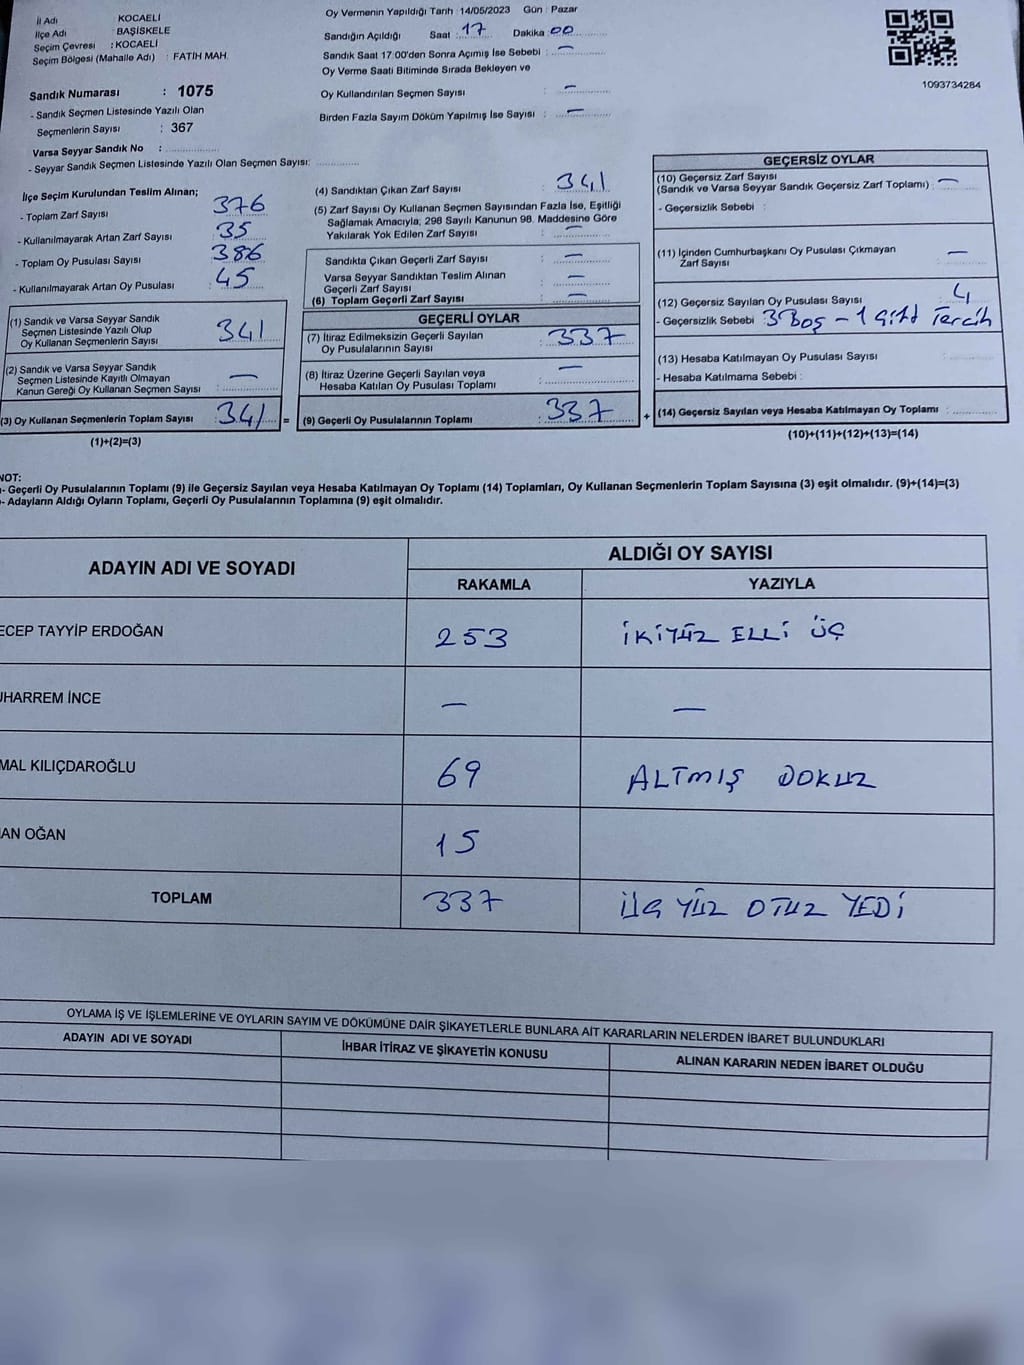 İl Adı KOCAELİ
İlçe Adı BAŞİSKELE
Seçim Çevresi : KOCAELİ
Seçim Bölgesi (Mahalle Adı) : FATİH MAH.
Sandık Numarası : 1075
- Sandık Seçmen Listesinde Yazılı Olan
Seçmenlerin Sayısı : 367
Varsa Seyyar Sandık No :
- Seyyar Sandık Seçmen Listesinde Yazılı Olan Seçmen Sayısı:
Oy Vermenin Yapıldığı Tarih : 14/05/2023 Gün : Pazar
Sandığın Açıldığı Saat : 17 Dakika 00
Sandık Saat 17:00'den Sonra Açımış İse Sebebi : —
Oy Verme Saati Bitiminde Sırada Bekleyen ve
Oy Kullandırılan Seçmen Sayısı : —
Birden Fazla Sayım Döküm Yapılmış İse Sayısı : —
1093734284
İlçe Seçim Kurulundan Teslim Alınan;
- Toplam Zarf Sayısı 376
- Kullanılmayarak Artan Zarf Sayısı 35
- Toplam Oy Pusulası Sayısı 386
- Kullanılmayarak Artan Oy Pusulası : 45
(1) Sandık ve Varsa Seyyar Sandık
Seçmen Listesinde Yazılı Olup
Oy Kullanan Seçmenlerin Sayısı : 341
(2) Sandık ve Varsa Seyyar Sandık
Seçmen Listesinde Kayıtlı Olmayan
Kanun Gereği Oy Kullanan Seçmen Sayısı : —
(3) Oy Kullanan Seçmenlerin Toplam Sayısı : 341 =
(1)+(2)=(3)
(4) Sandıktan Çıkan Zarf Sayısı : 341
(5) Zarf Sayısı Oy Kullanan Seçmen Sayısından Fazla İse, Eşitliği
Sağlamak Amacıyla; 298 Sayılı Kanunun 98. Maddesine Göre
Yakılarak Yok Edilen Zarf Sayısı : —
Sandıkta Çıkan Geçerli Zarf Sayısı : —
Varsa Seyyar Sandıktan Teslim Alınan
Geçerli Zarf Sayısı : —
(6) Toplam Geçerli Zarf Sayısı : —
GEÇERLİ OYLAR
(7) İtiraz Edilmeksizin Geçerli Sayılan
Oy Pusulalarının Sayısı : 337
(8) İtiraz Üzerine Geçerli Sayılan veya
Hesaba Katılan Oy Pusulası Toplamı : —
(9) Geçerli Oy Pusulalarının Toplamı : 337 +
GEÇERSİZ OYLAR
(10) Geçersiz Zarf Sayısı
(Sandık ve Varsa Seyyar Sandık Geçersiz Zarf Toplamı) : —
- Geçersizlik Sebebi :
(11) İçinden Cumhurbaşkanı Oy Pusulası Çıkmayan
Zarf Sayısı —
(12) Geçersiz Sayılan Oy Pusulası Sayısı 4
- Geçersizlik Sebebi : 3 Boş - 1 Çift Tercih
(13) Hesaba Katılmayan Oy Pusulası Sayısı
- Hesaba Katılmama Sebebi :
(14) Geçersiz Sayılan veya Hesaba Katılmayan Oy Toplamı :
(10)+(11)+(12)+(13)=(14)
NOT:
- Geçerli Oy Pusulalarının Toplamı (9) ile Geçersiz Sayılan veya Hesaba Katılmayan Oy Toplamı (14) Toplamları, Oy Kullanan Seçmenlerin Toplam Sayısına (3) eşit olmalıdır. (9)+(14)=(3)
- Adayların Aldığı Oyların Toplamı, Geçerli Oy Pusulalarının Toplamına (9) eşit olmalıdır.
ADAYIN ADI VE SOYADI ALDIĞI OY SAYISI
RAKAMLA YAZIYLA
ECEP TAYYİP ERDOĞAN 253 İKİYÜZ ELLİ ÜÇ
UHARREM İNCE — —
MAL KILIÇDAROĞLU 69 ALTMIŞ DOKUZ
AN OĞAN 15
TOPLAM 337 ÜÇ YÜZ OTUZ YEDİ
OYLAMA İŞ VE İŞLEMLERİNE VE OYLARIN SAYIM VE DÖKÜMÜNE DAİR ŞİKAYETLERLE BUNLARA AİT KARARLARIN NELERDEN İBARET BULUNDUKLARI
ADAYIN ADI VE SOYADI İHBAR İTİRAZ VE ŞİKAYETİN KONUSU ALINAN KARARIN NEDEN İBARET OLDUĞU